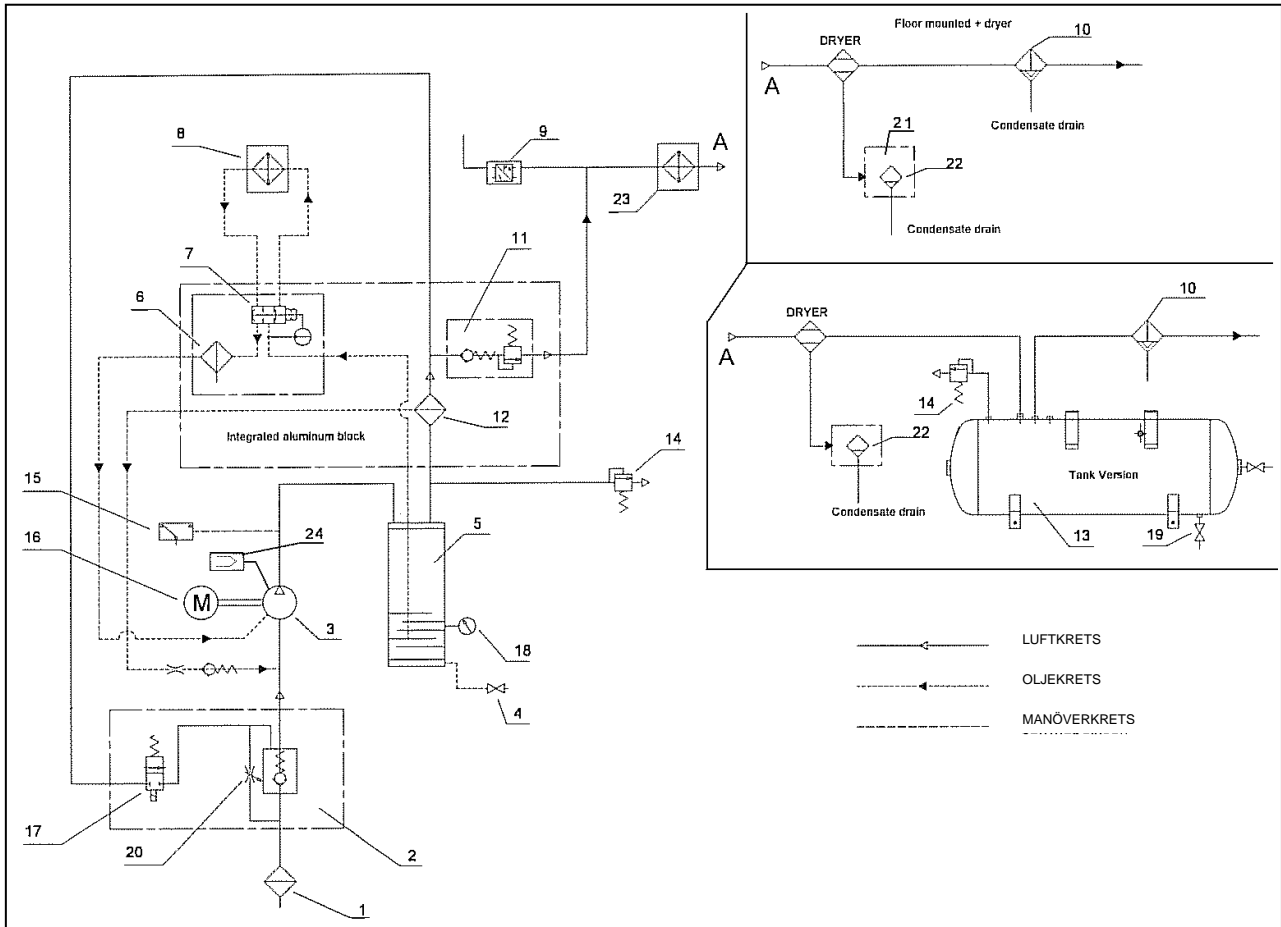 Floor mounted + dryer
10
DRYER
A
Condensate drain
21
22
Condensate drain
8
9
A
23
7
11
6
12
Integrated aluminum block
14
15
24
16
M
3
5
18
4
17
20
2
1
10
DRYER
A
14
22
Condensate drain
Tank Version
13
19
LUFTKRETS
OLJEKRETS
MANÖVERKRETS